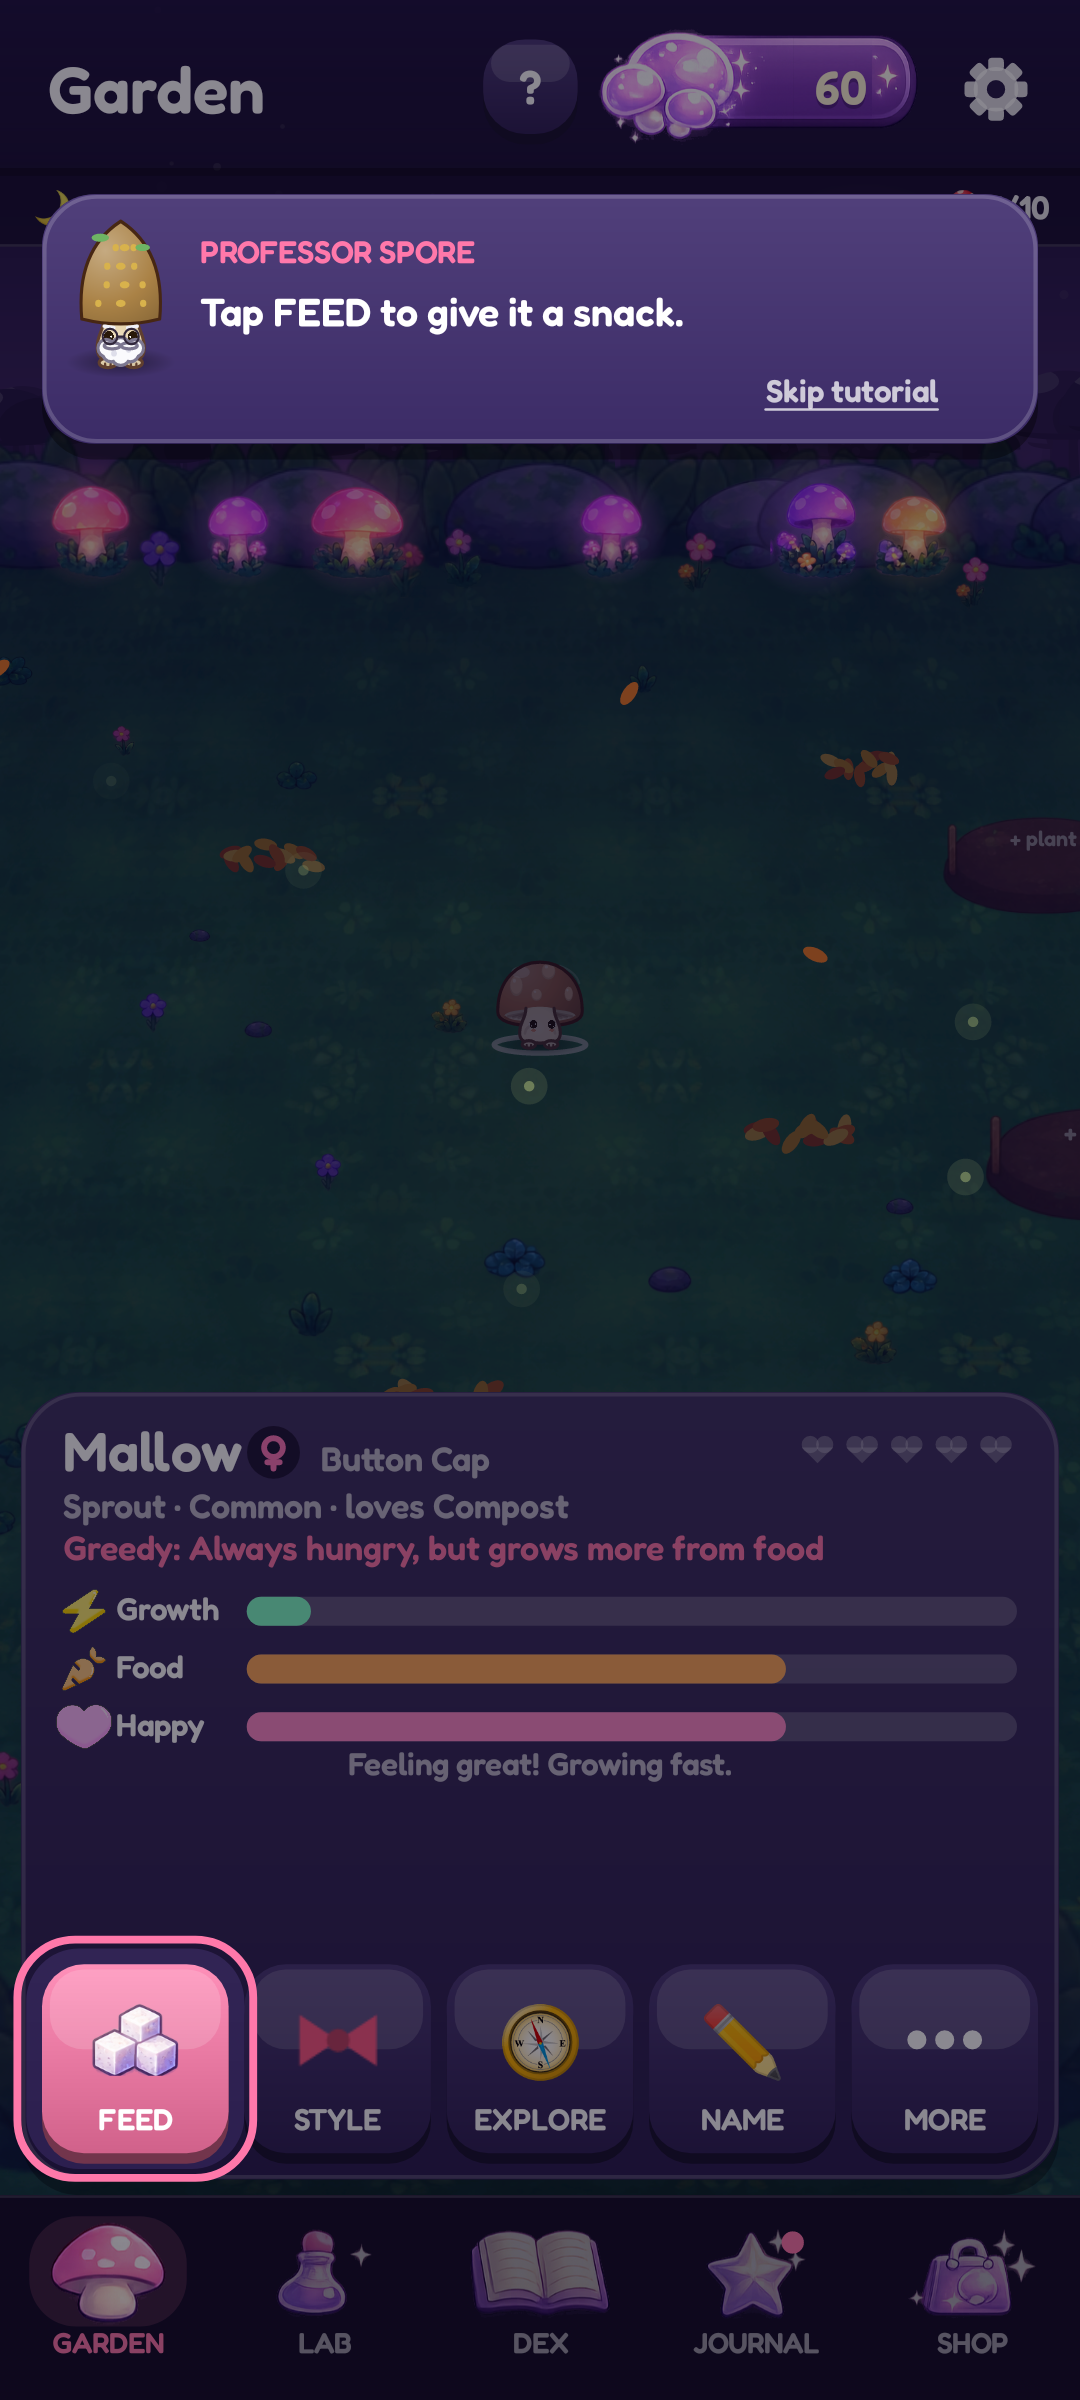 Garden
?
60
/10
PROFESSOR SPORE
Tap FEED to give it a snack.
Skip tutorial
+ plant
+
Mallow ♀ Button Cap
Sprout · Common · loves Compost
Greedy: Always hungry, but grows more from food
Growth
Food
Happy
Feeling great! Growing fast.
N
W E
S
FEED STYLE EXPLORE NAME MORE
GARDEN LAB DEX JOURNAL SHOP